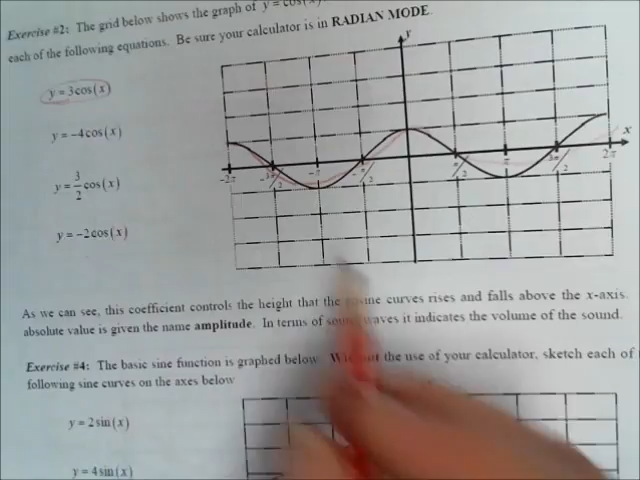 Exercise #2: The grid below shows the graph of y = cos(x)
each of the following equations. Be sure your calculator is in RADIAN MODE.
y = 3cos(x)
y = -4cos(x)
y = 3/2 cos(x)
y = -2cos(x)
y
x
-2π -3π/2 -π π/2 π 3π/2 2π
As we can see, this coefficient controls the height that the cosine curves rises and falls above the x-axis.
absolute value is given the name amplitude. In terms of sound waves it indicates the volume of the sound.
Exercise #4: The basic sine function is graphed below. Without the use of your calculator, sketch each of
following sine curves on the axes below
y = 2sin(x)
y = 4sin(x)